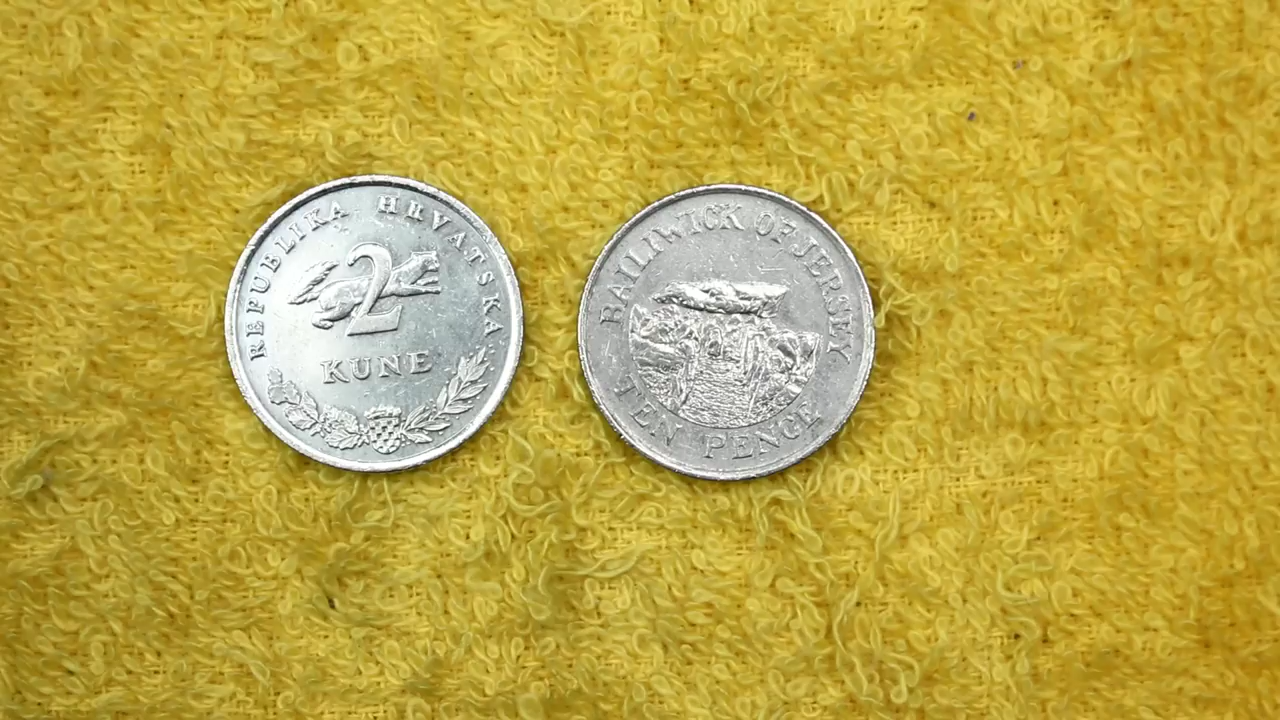 REPUBLIKA HRVATSKA
2
KUNE
BAILIWICK OF JERSEY
TEN PENCE